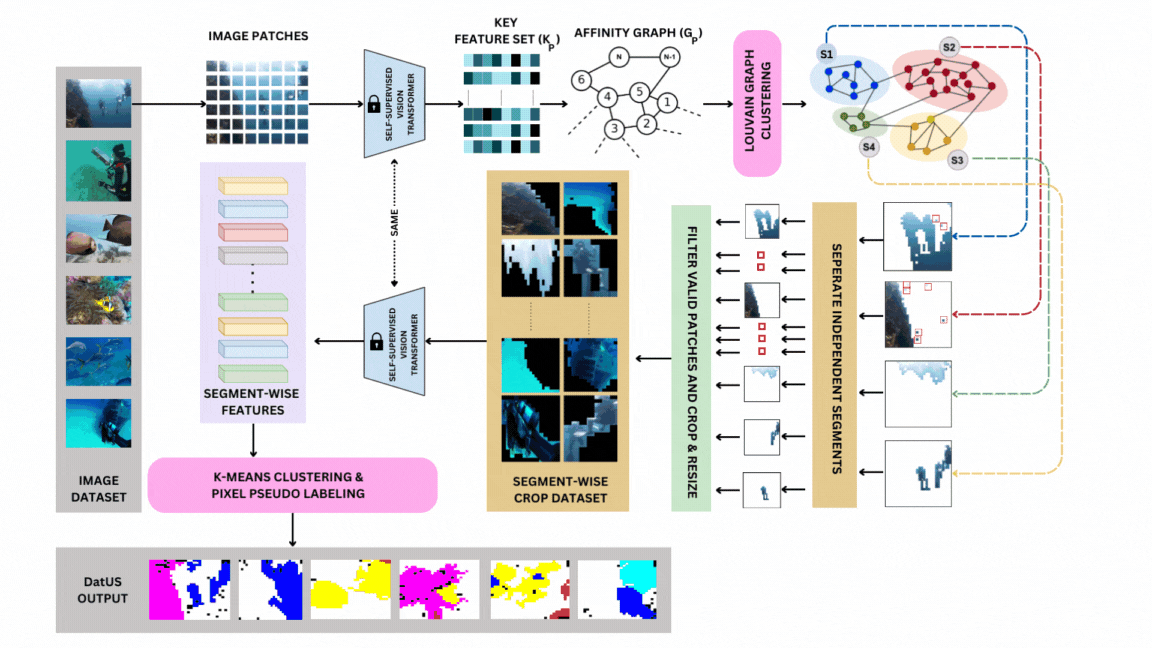 IMAGE PATCHES
KEY
FEATURE SET (Kp)
AFFINITY GRAPH (Gp)
SELF-SUPERVISED
VISION
TRANSFORMER
N
N-1
6
5
4
1
3
2
LOUVAIN GRAPH
CLUSTERING
S1
S2
S4
S3
SAME
SELF-SUPERVISED
VISION
TRANSFORMER
SEGMENT-WISE
FEATURES
FILTER VALID PATCHES AND CROP & RESIZE
SEPERATE INDEPENDENT SEGMENTS
IMAGE
DATASET
K-MEANS CLUSTERING &
PIXEL PSEUDO LABELING
SEGMENT-WISE
CROP DATASET
DatUS
OUTPUT